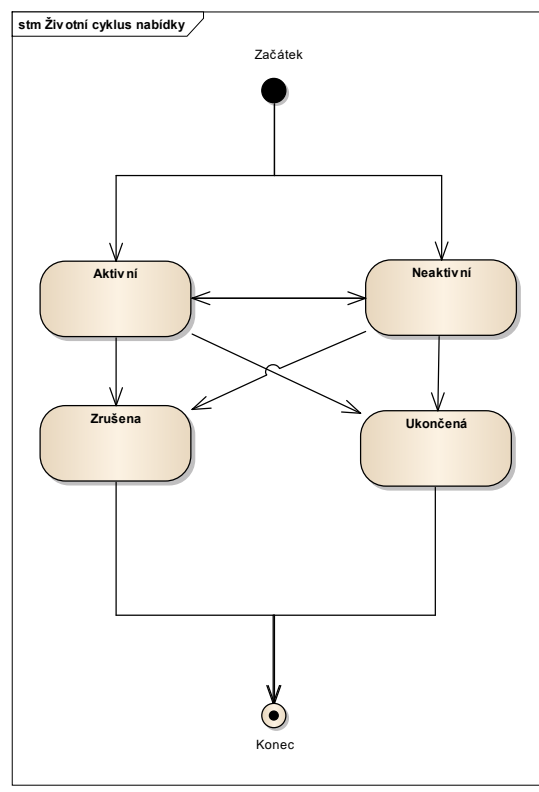 stm Životní cyklus nabídky
Začátek
Aktivní
Neaktivní
Zrušena
Ukončená
Konec